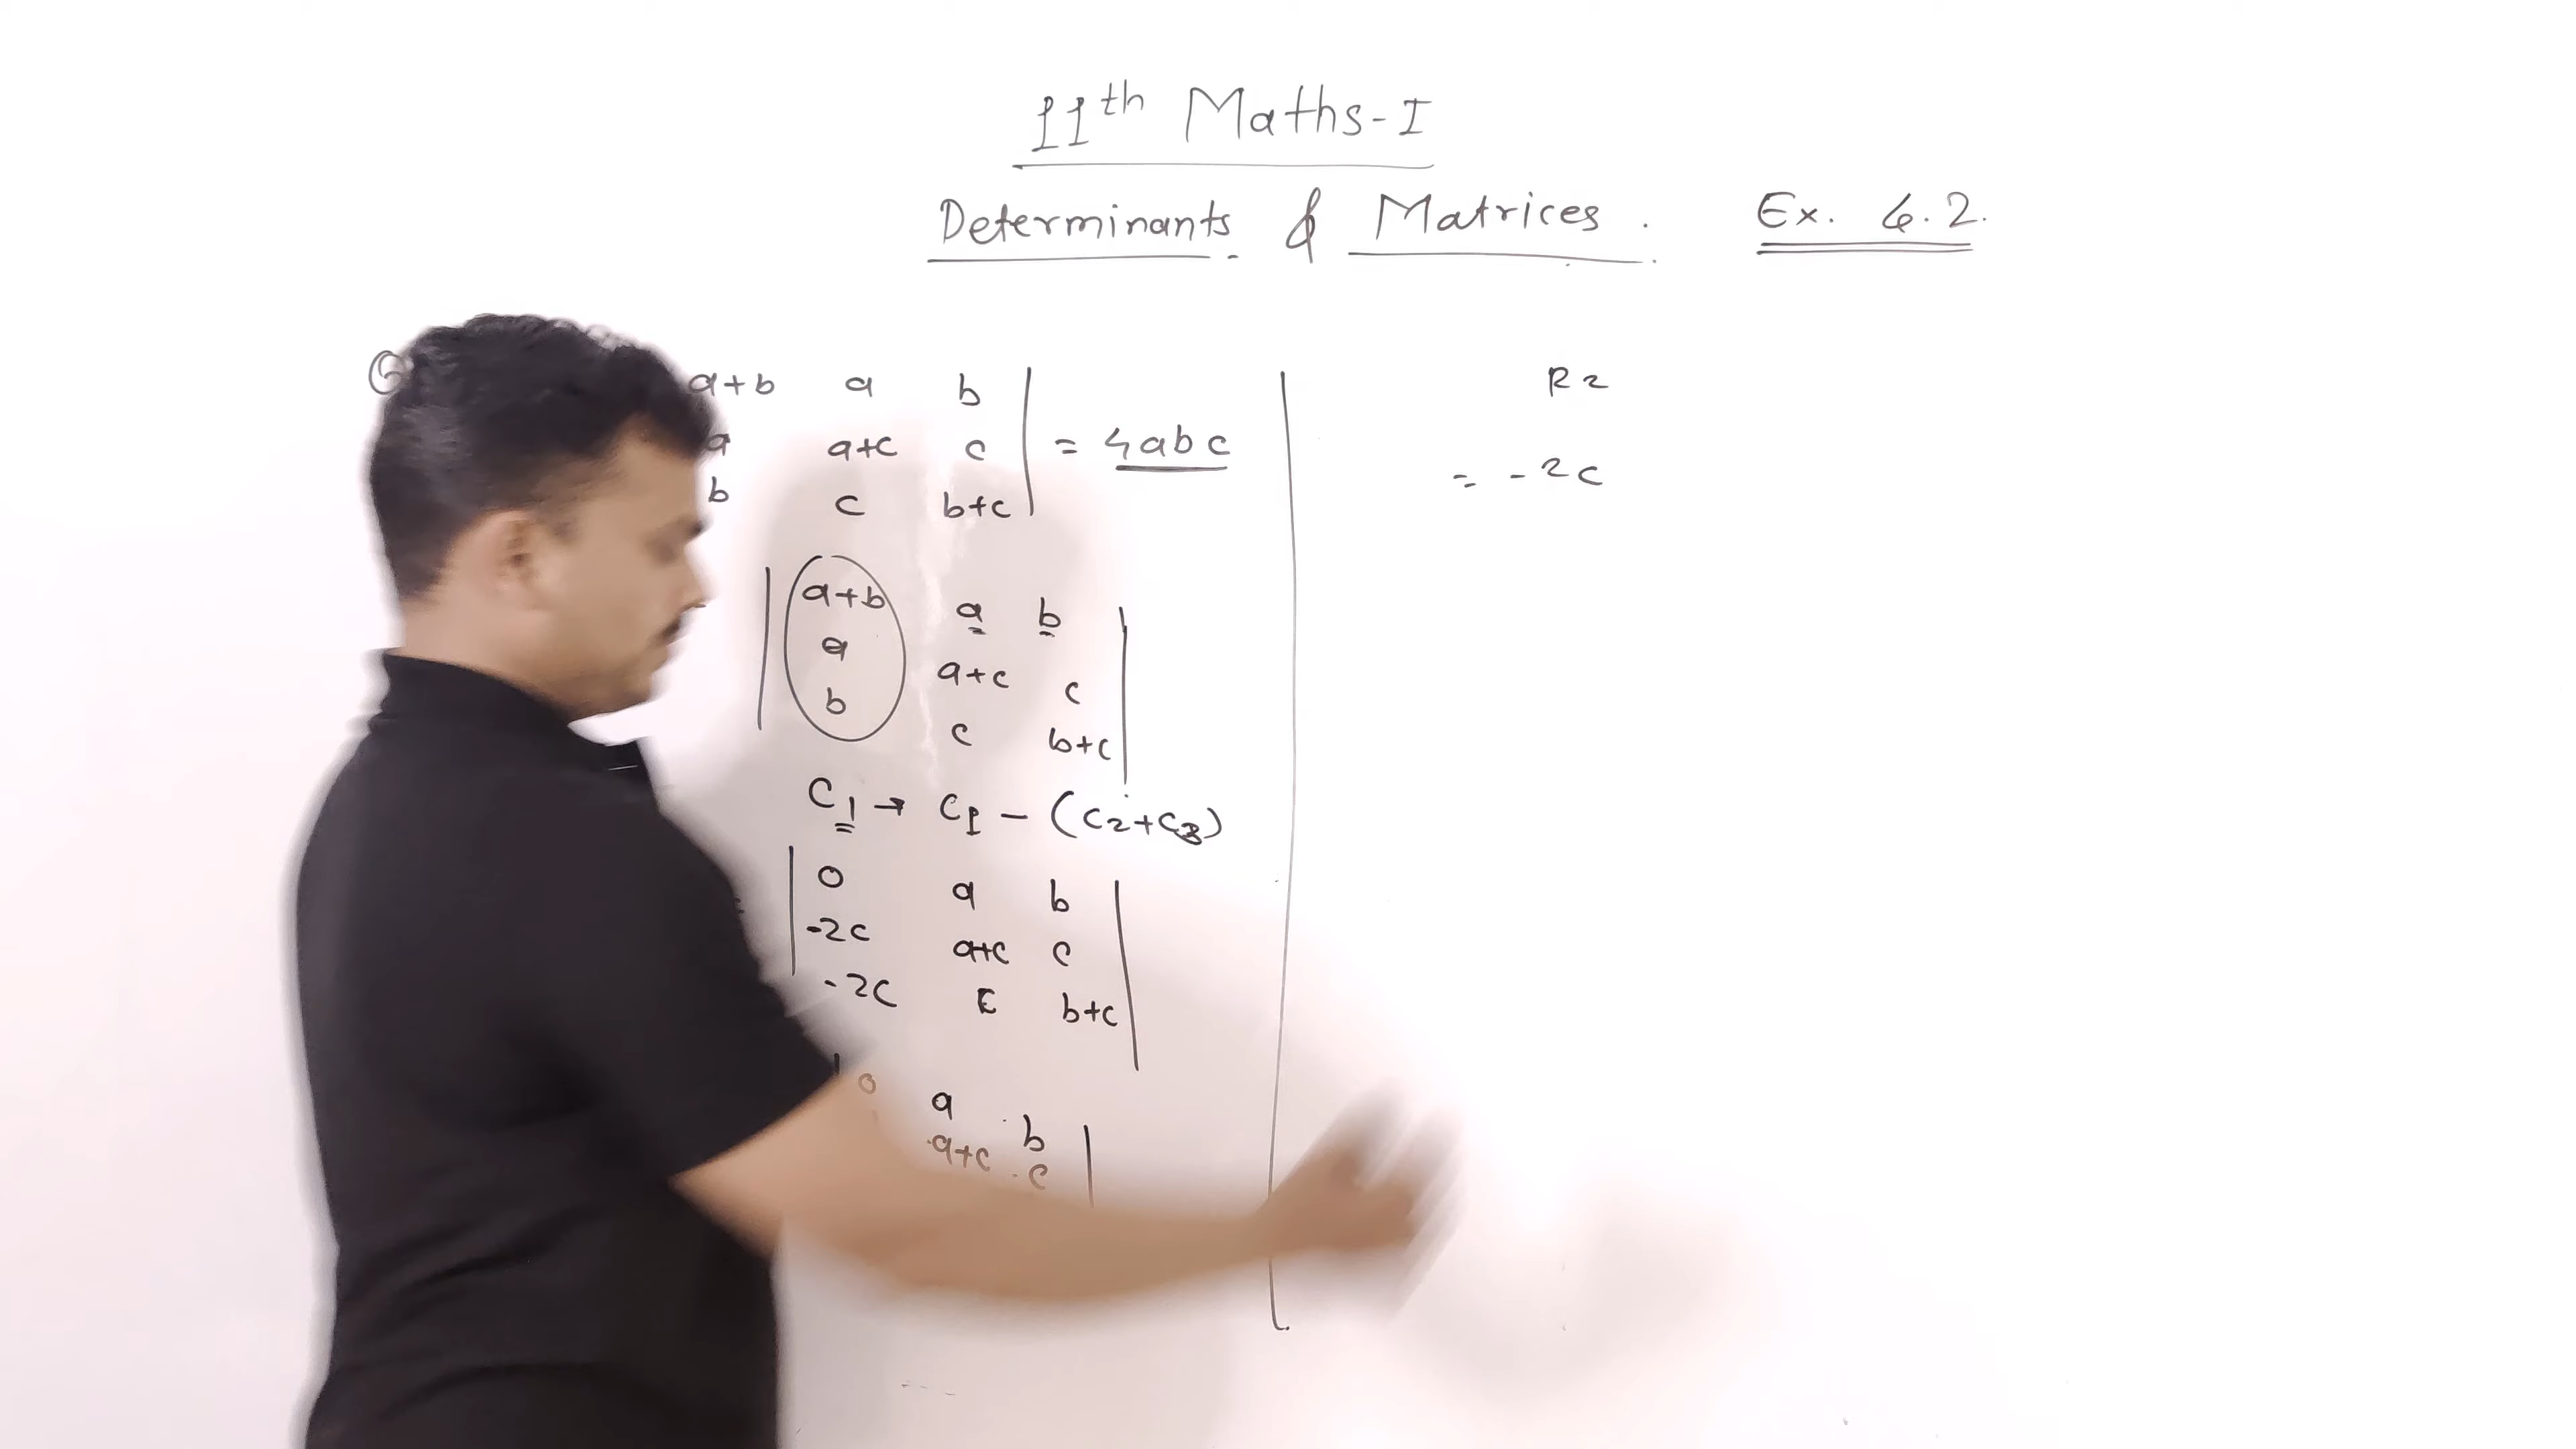 11th Maths-I
Determinants & Matrices. Ex. 6.2.
a+b a b
a a+c c = 4abc
b c b+c
a+b a b
a a+c c
b c b+c
C1 → C1 - (C2+C3)
0 a b
-2c a+c c
-2c c b+c
0 a b
a+c c
R2
= -2c